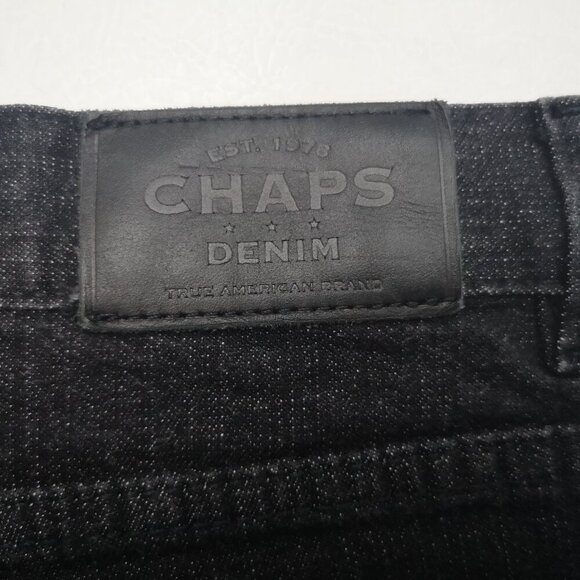 EST. 1978
CHAPS
DENIM
TRUE AMERICAN BRAND